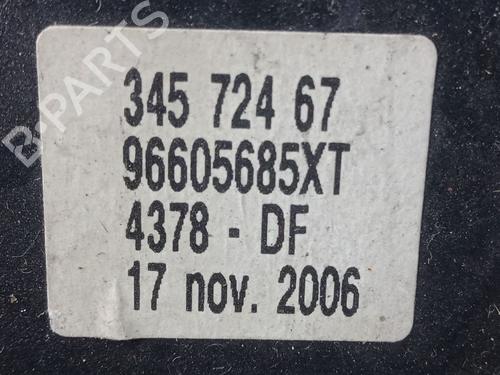 B-PARTS
345 724 67
96605685XT
4378 - DF
17 nov. 2006